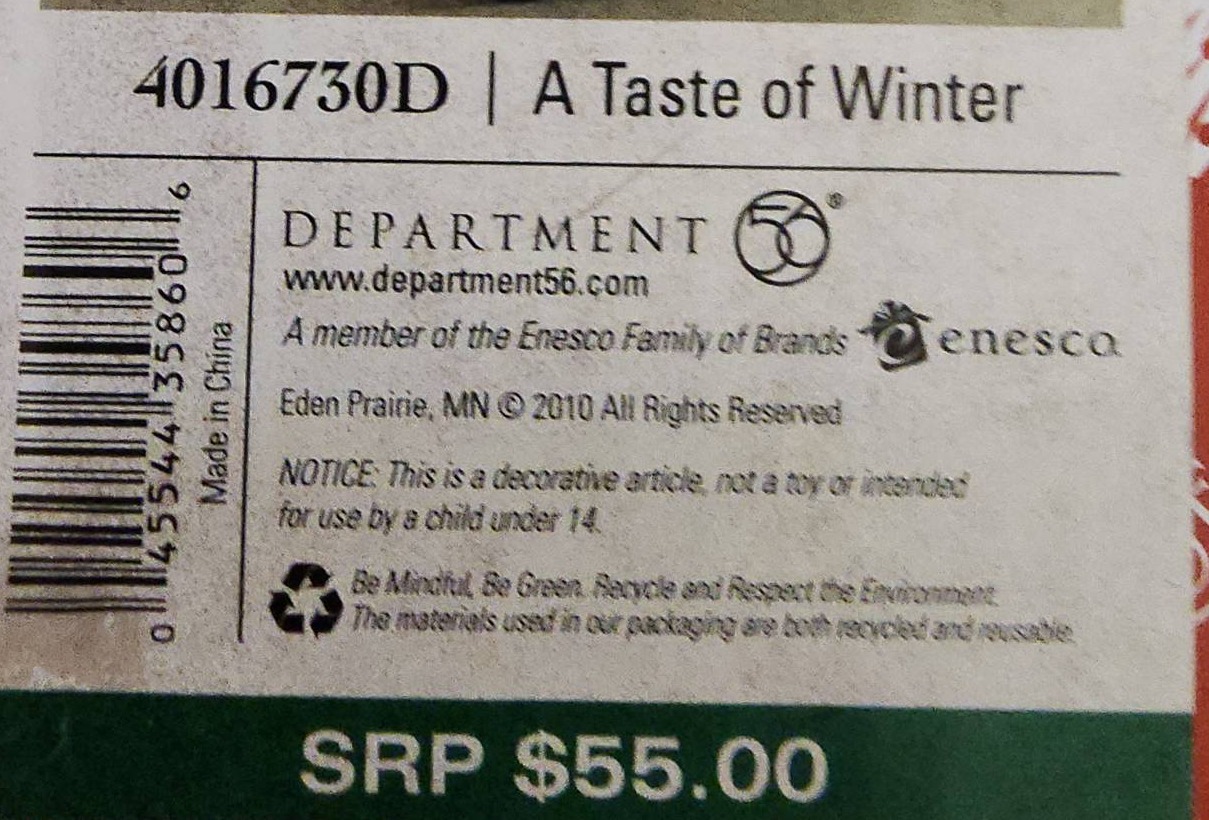 4016730D | A Taste of Winter
0 45544 35860 6
Made in China
DEPARTMENT 56®
www.department56.com
A member of the Enesco Family of Brands enesco
Eden Prairie, MN © 2010 All Rights Reserved
NOTICE: This is a decorative article, not a toy or intended
for use by a child under 14.
Be Mindful, Be Green. Recycle and Respect the Environment.
The materials used in our packaging are both recycled and reusable.
SRP $55.00